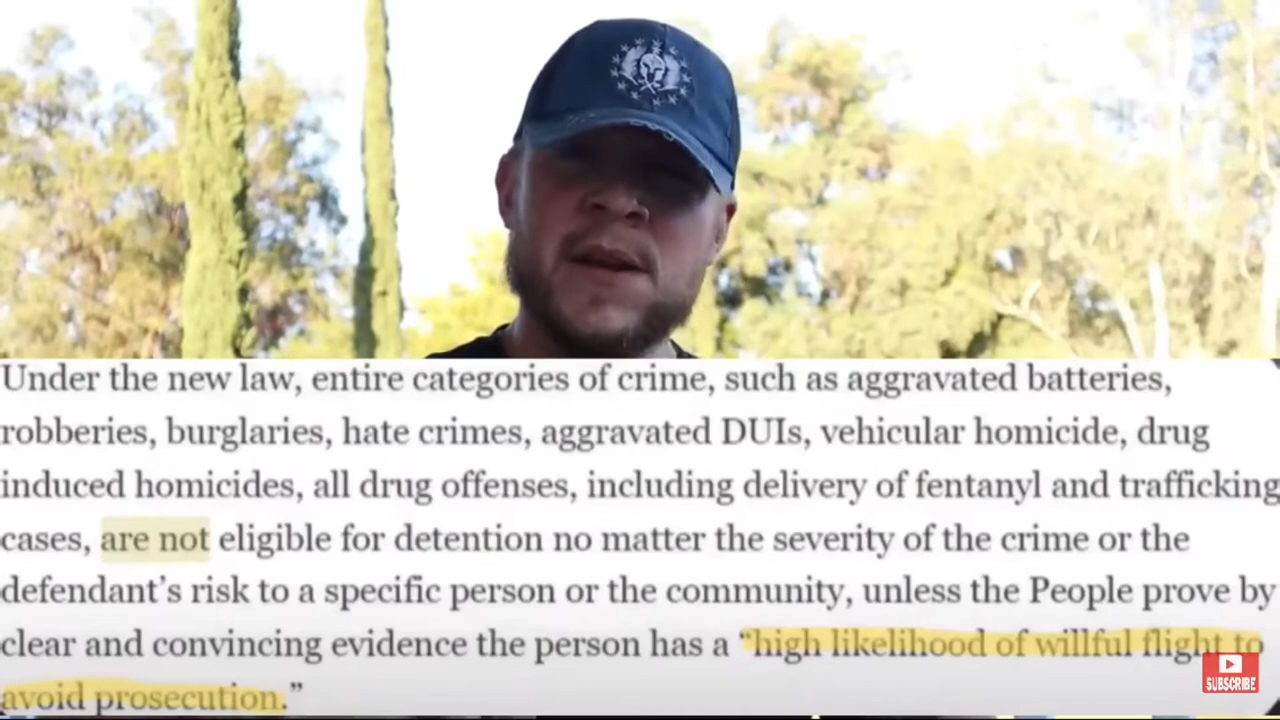 Under the new law, entire categories of crime, such as aggravated batteries,
robberies, burglaries, hate crimes, aggravated DUIs, vehicular homicide, drug
induced homicides, all drug offenses, including delivery of fentanyl and trafficking
cases, are not eligible for detention no matter the severity of the crime or the
defendant’s risk to a specific person or the community, unless the People prove by
clear and convincing evidence the person has a “high likelihood of willful flight to
avoid prosecution.”
SUBSCRIBE